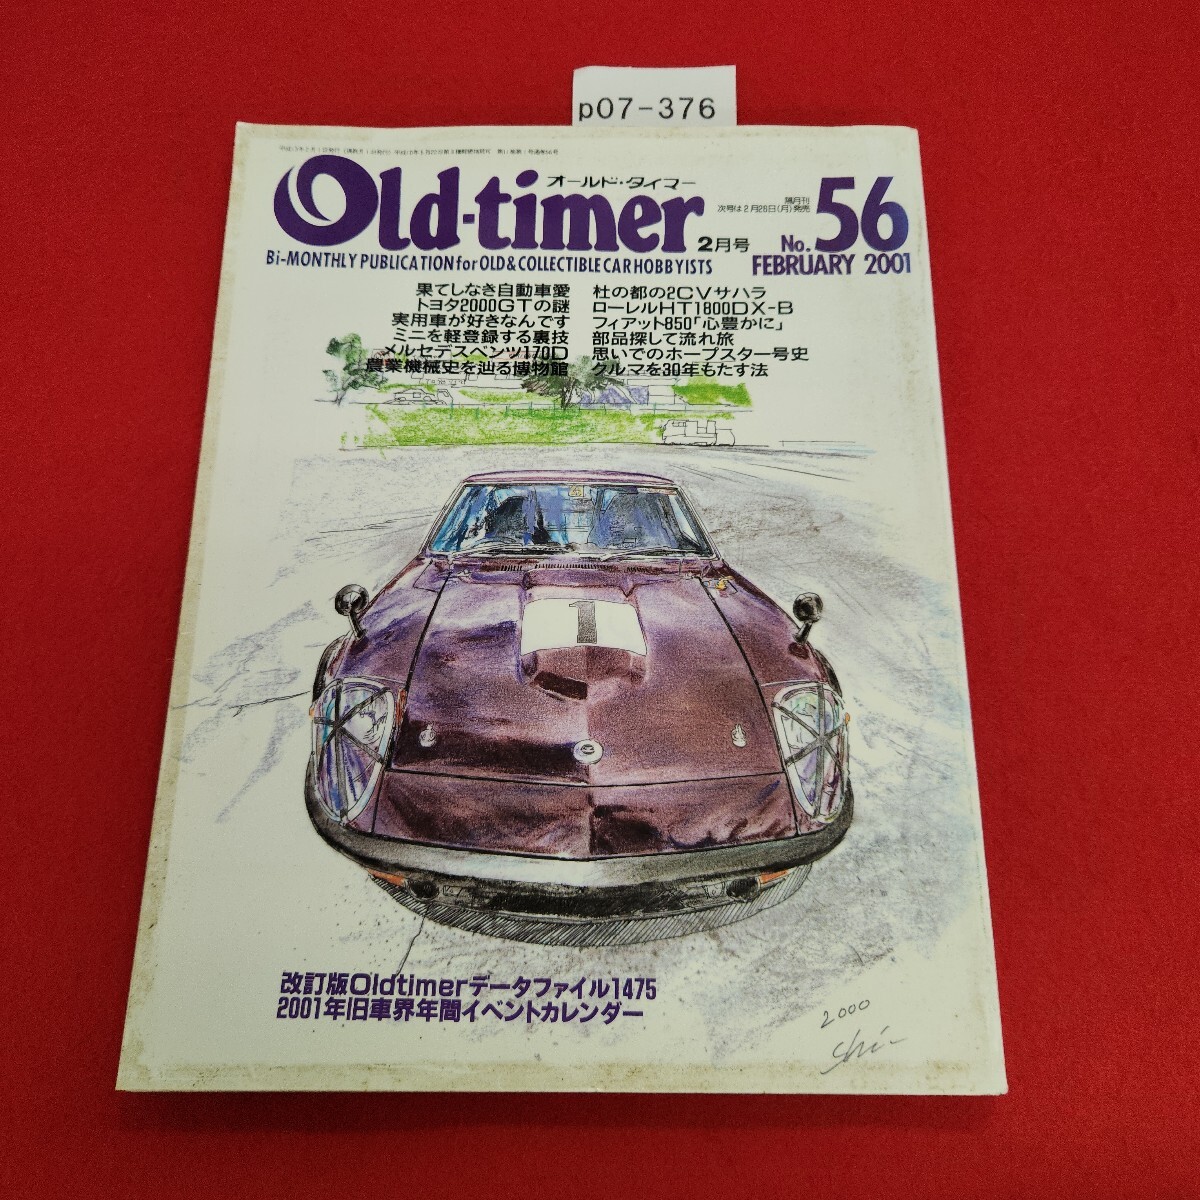 p07-376
オールド・タイマー
Old-timer
2月号
隔月刊
次号は2月26日(月)発売
No. 56
Bi-MONTHLY PUBLICATION for OLD & COLLECTIBLE CAR HOBBYISTS
FEBRUARY 2001
果てしなき自動車愛
トヨタ2000GTの謎
実用車が好きなんです
ミニを軽登録する裏技
メルセデスベンツ170D
農業機械史を辿る博物館
杜の都の2CVサハラ
ローレルHT1800DX-B
フィアット850「心豊かに」
部品探して流れ旅
思いでのホープスター号史
クルマを30年もたす法
1
改訂版Oldtimerデータファイル1475
2001年旧車界年間イベントカレンダー
2000